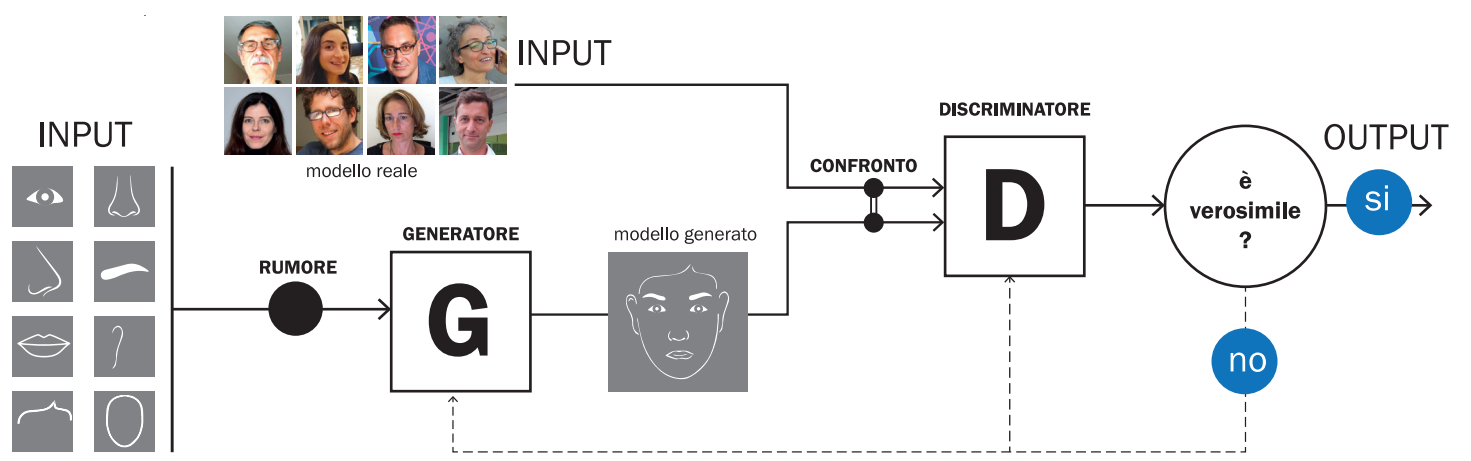 INPUT
modello reale
INPUT
RUMORE
GENERATORE
G
modello generato
CONFRONTO
DISCRIMINATORE
D
è
verosimile
?
OUTPUT
si
no